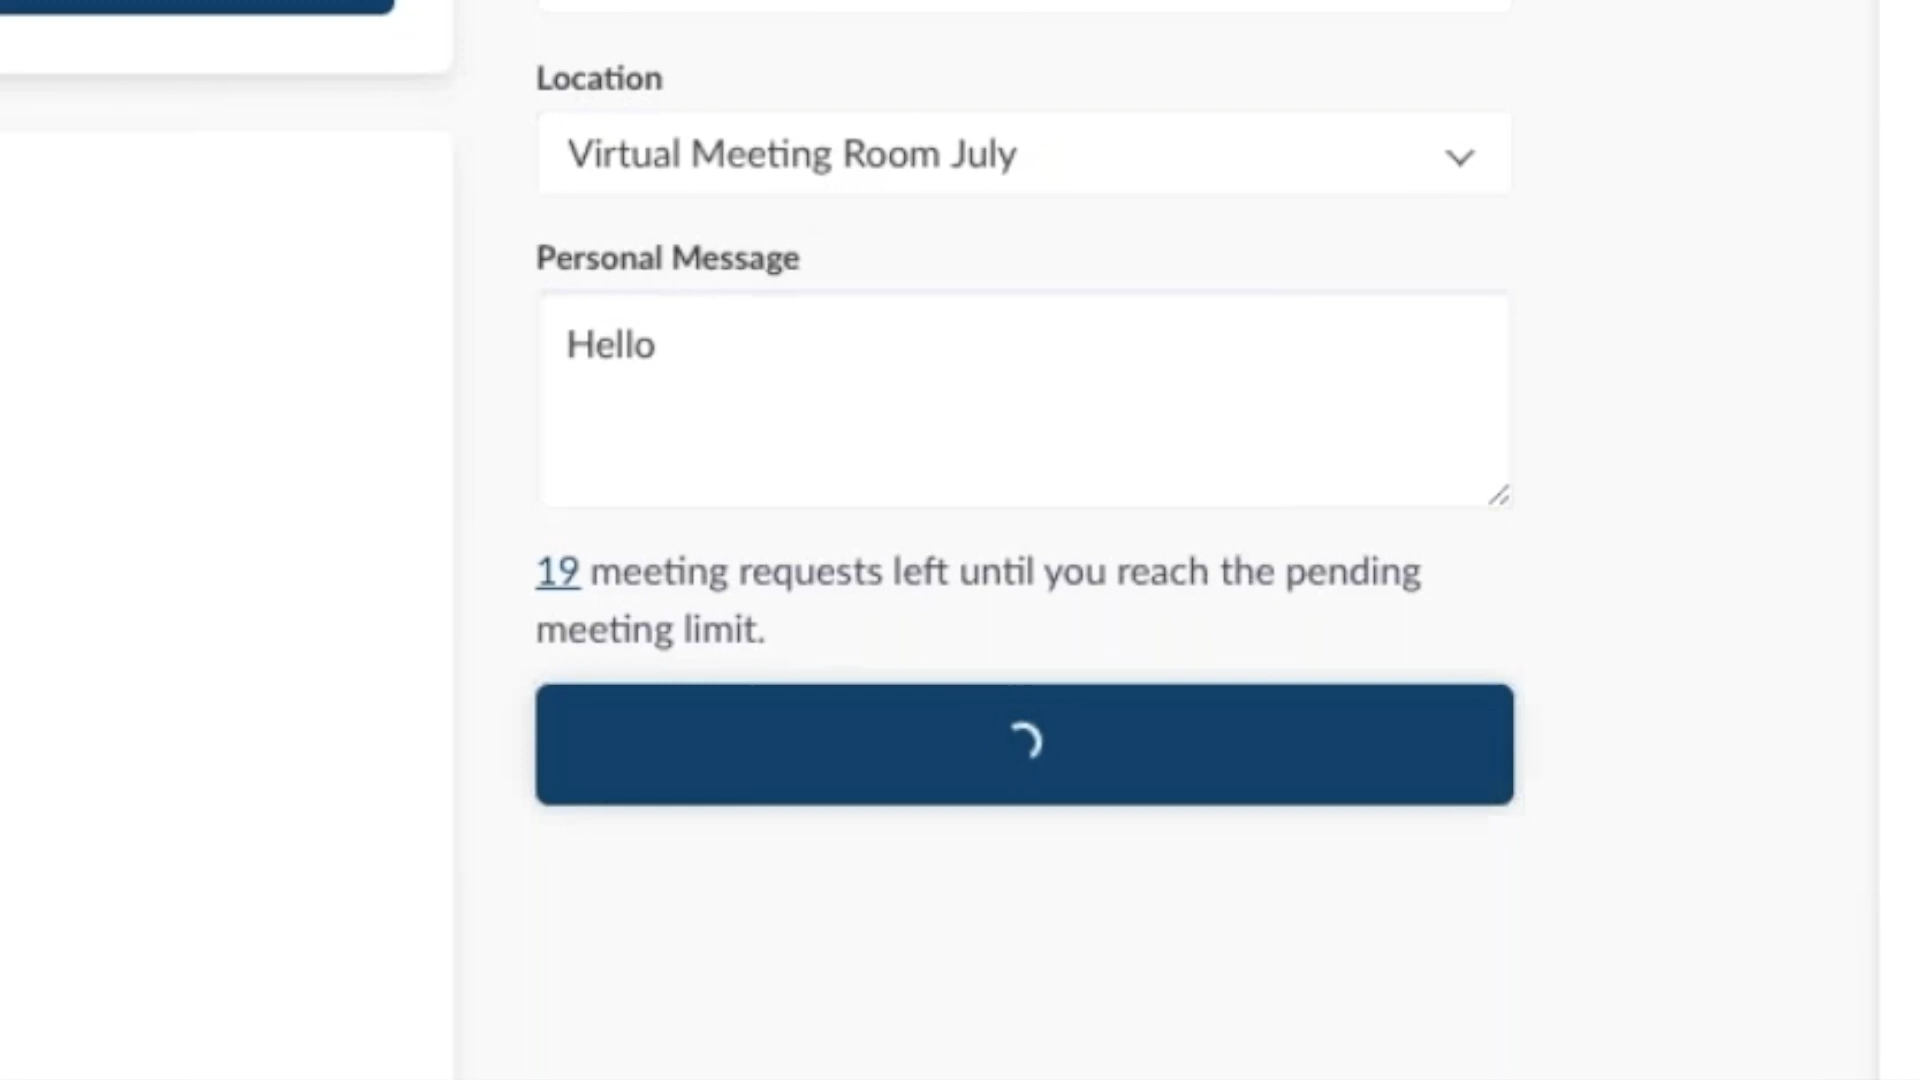 Location
Virtual Meeting Room July
Personal Message
Hello
19 meeting requests left until you reach the pending
meeting limit.